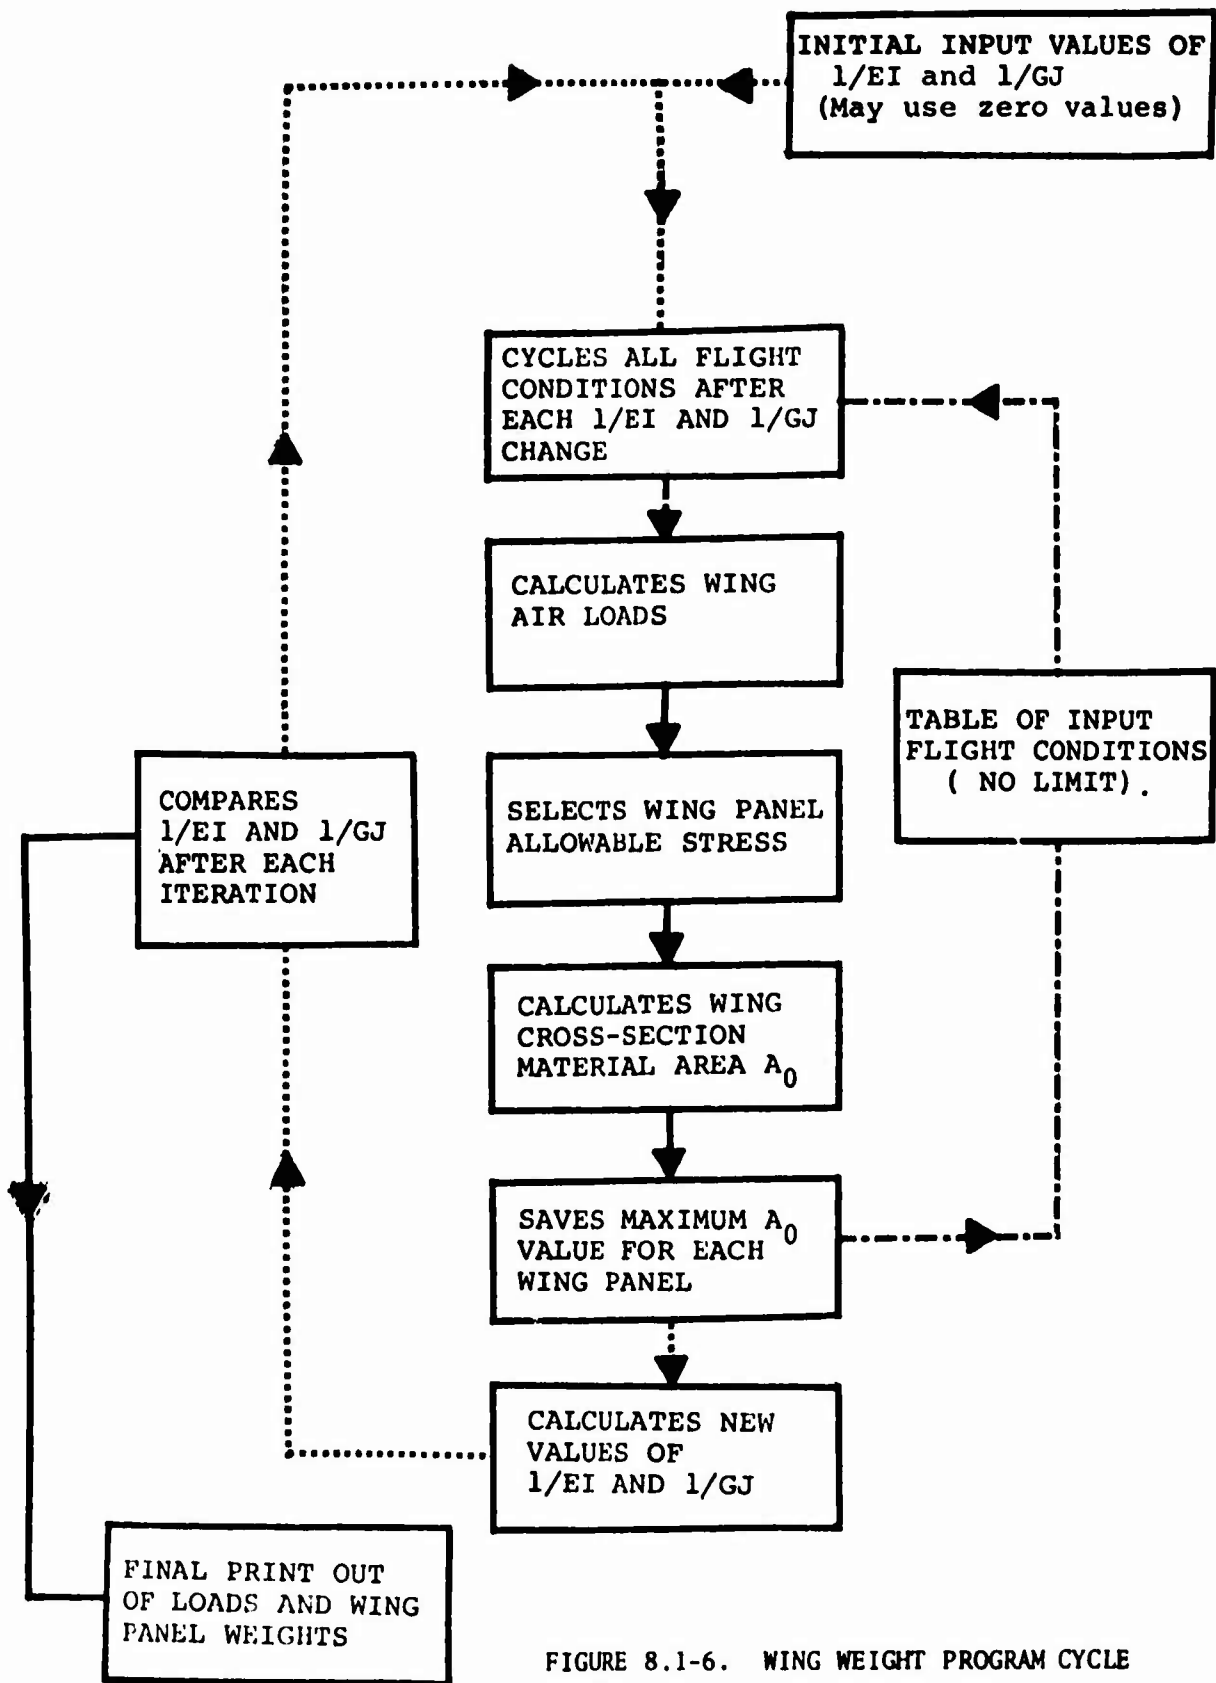 INITIAL INPUT VALUES OF
1/EI and 1/GJ
(May use zero values)
CYCLES ALL FLIGHT
CONDITIONS AFTER
EACH 1/EI AND 1/GJ
CHANGE
CALCULATES WING
AIR LOADS
TABLE OF INPUT
FLIGHT CONDITIONS
( NO LIMIT).
COMPARES
1/EI AND 1/GJ
AFTER EACH
ITERATION
SELECTS WING PANEL
ALLOWABLE STRESS
CALCULATES WING
CROSS-SECTION
MATERIAL AREA A0
SAVES MAXIMUM A0
VALUE FOR EACH
WING PANEL
CALCULATES NEW
VALUES OF
1/EI AND 1/GJ
FINAL PRINT OUT
OF LOADS AND WING
PANEL WEIGHTS
FIGURE 8.1-6. WING WEIGHT PROGRAM CYCLE